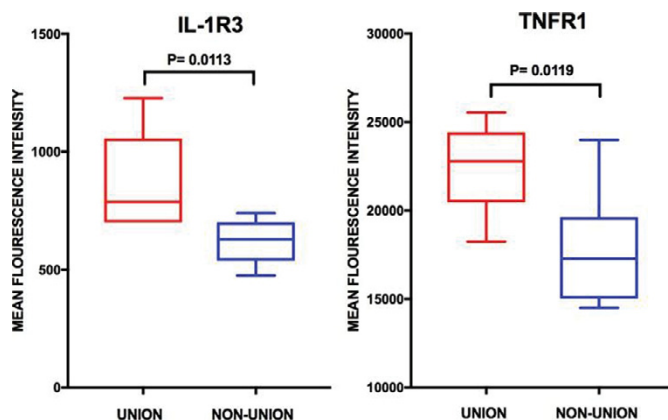 IL-1R3
P= 0.0113
MEAN FLOURESCENCE INTENSITY
1500
1000
500
0
UNION NON-UNION
TNFR1
P= 0.0119
MEAN FLOURESCENCE INTENSITY
30000
25000
20000
15000
10000
UNION NON-UNION